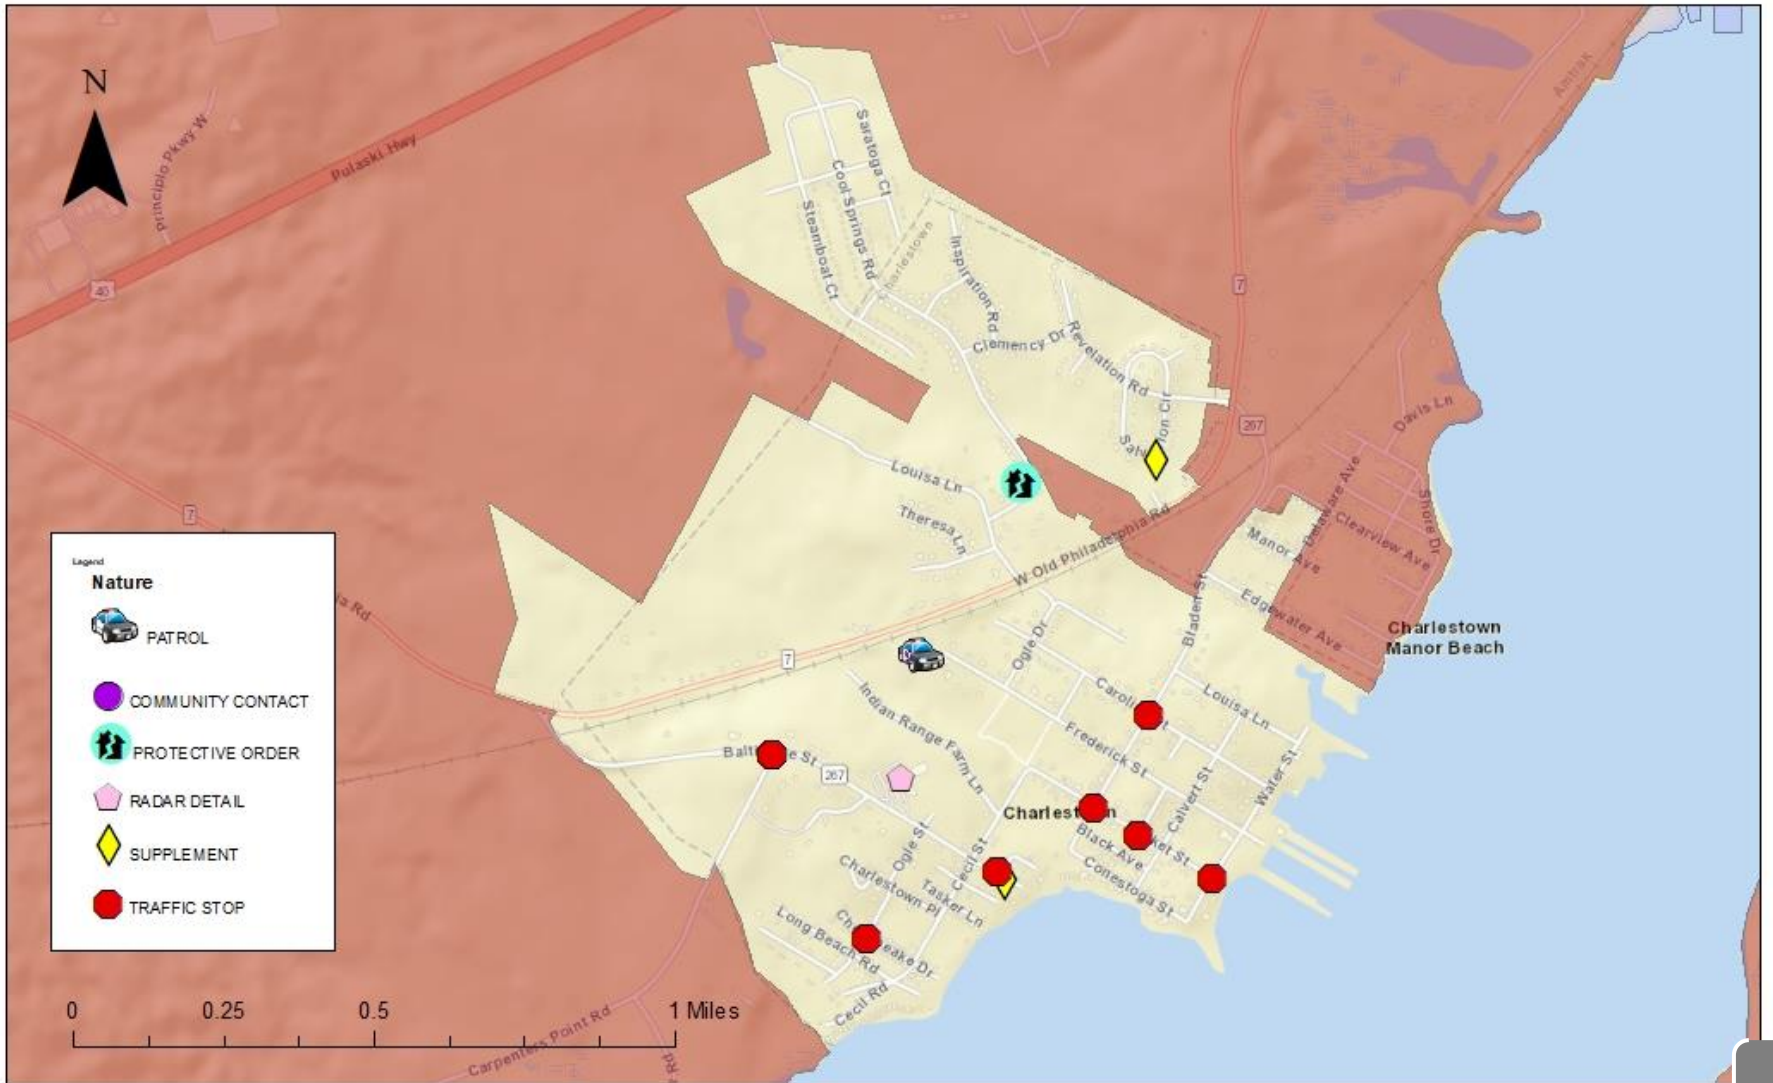 N
Principio Pkwy W
Pulaski Hwy
40
7
Amtrak
Saratoga Ct
Cool Springs Rd
Steamboat Ct
Charlestown
Inspiration Rd
Clemency Dr
Revelation Rd
7
267
Davis Ln
Louisa Ln
Theresa Ln
W Old Philadelphia Rd
Manor Ave
Delaware Ave
Clearview Ave
Shore Dr
Edgewater Ave
Bladen St
Charlestown
Manor Beach
7
Ogle Dr
Louisa Ln
Indian Range Farm Ln
Frederick St
Water St
Calvert St
267
Black Ave
Conestoga St
Ogle St
Cecil St
Charlestown Pl
Tasker Ln
Long Beach Rd
Cecil Rd
Carpenters Point Rd
Legend
Nature
PATROL
COMMUNITY CONTACT
PROTECTIVE ORDER
RADAR DETAIL
SUPPLEMENT
TRAFFIC STOP
0 0.25 0.5 1 Miles